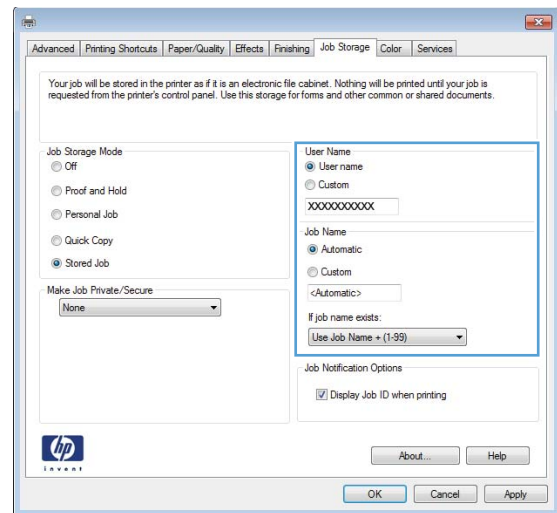 Advanced Printing Shortcuts Paper/Quality Effects Finishing Job Storage Color Services
Your job will be stored in the printer as if it is an electronic file cabinet. Nothing will be printed until your job is
requested from the printer's control panel. Use this storage for forms and other common or shared documents.
Job Storage Mode
Off
Proof and Hold
Personal Job
Quick Copy
Stored Job
Make Job Private/Secure
None
User Name
User name
Custom
XXXXXXXXXX
Job Name
Automatic
Custom
<Automatic>
If job name exists:
Use Job Name + (1-99)
Job Notification Options
Display Job ID when printing
hp
invent
About... Help
OK Cancel Apply